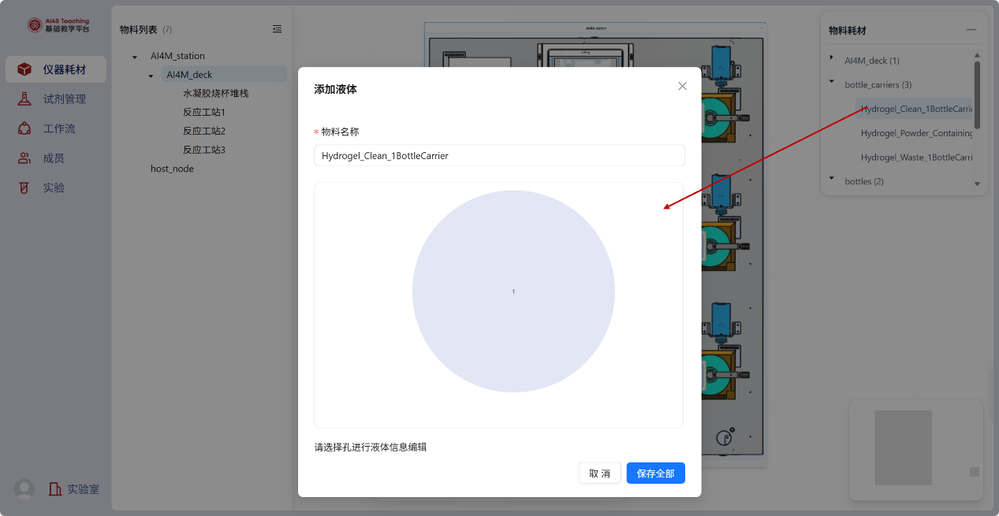 AI4S Teaching
基础教学平台
仪器耗材
试剂管理
工作流
成员
实验
实验室
物料列表 (7)
AI4M_station
AI4M_deck
水凝胶烧杯堆栈
反应工站1
反应工站2
反应工站3
host_node
AI4M_station
添加液体
* 物料名称
Hydrogel_Clean_1BottleCarrier
1
请选择孔进行液体信息编辑
取 消
保存全部
物料耗材
AI4M_deck (1)
bottle_carriers (3)
Hydrogel_Clean_1BottleCarrie
Hydrogel_Powder_Containing
Hydrogel_Waste_1BottleCarri
bottles (2)